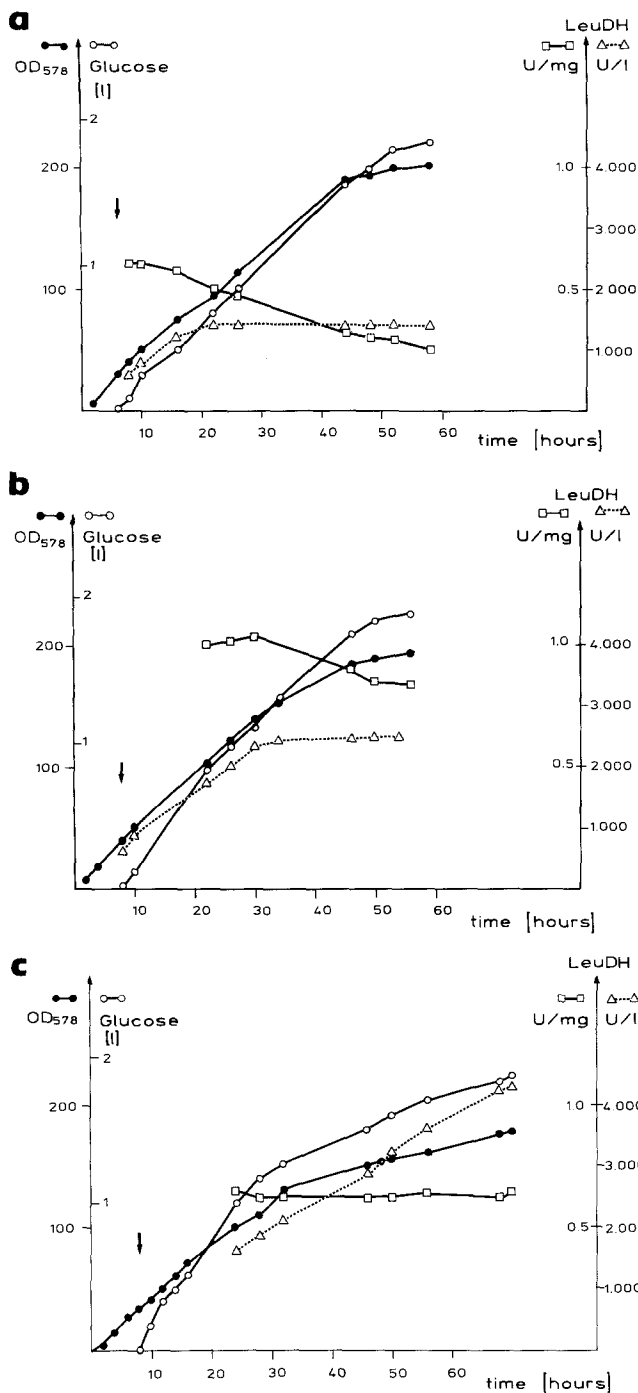 a
LeuDH
OD578 Glucose [l] U/mg U/l
2
200 1.0 4.000
3.000
1 0.5 2 000
100
1.000
10 20 30 40 50 60
time [hours]
b
LeuDH
OD578 Glucose [l] U/mg U/l
2
200 1.0 4.000
3.000
1
100 0.5 2.000
1.000
10 20 30 40 50 60
time [hours]
c
LeuDH
OD578 Glucose [l] U/mg U/l
2
200 1.0 4.000
3.000
1
100 0.5 2.000
1.000
10 20 30 40 50 60
time [hours]